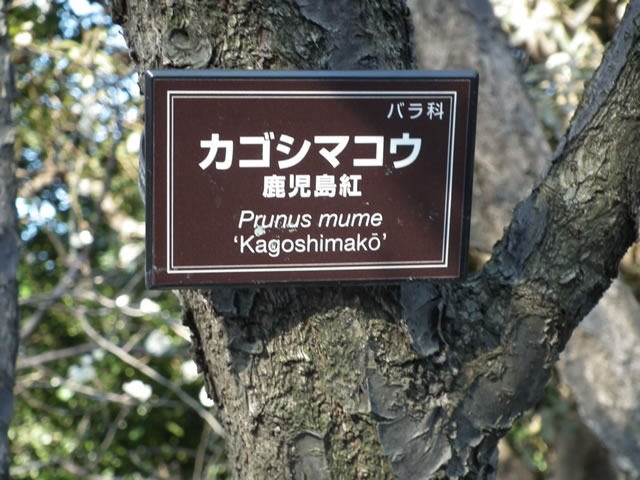 バラ科
カゴシマコウ
鹿児島紅
Prunus mume
‘Kagoshimakō’